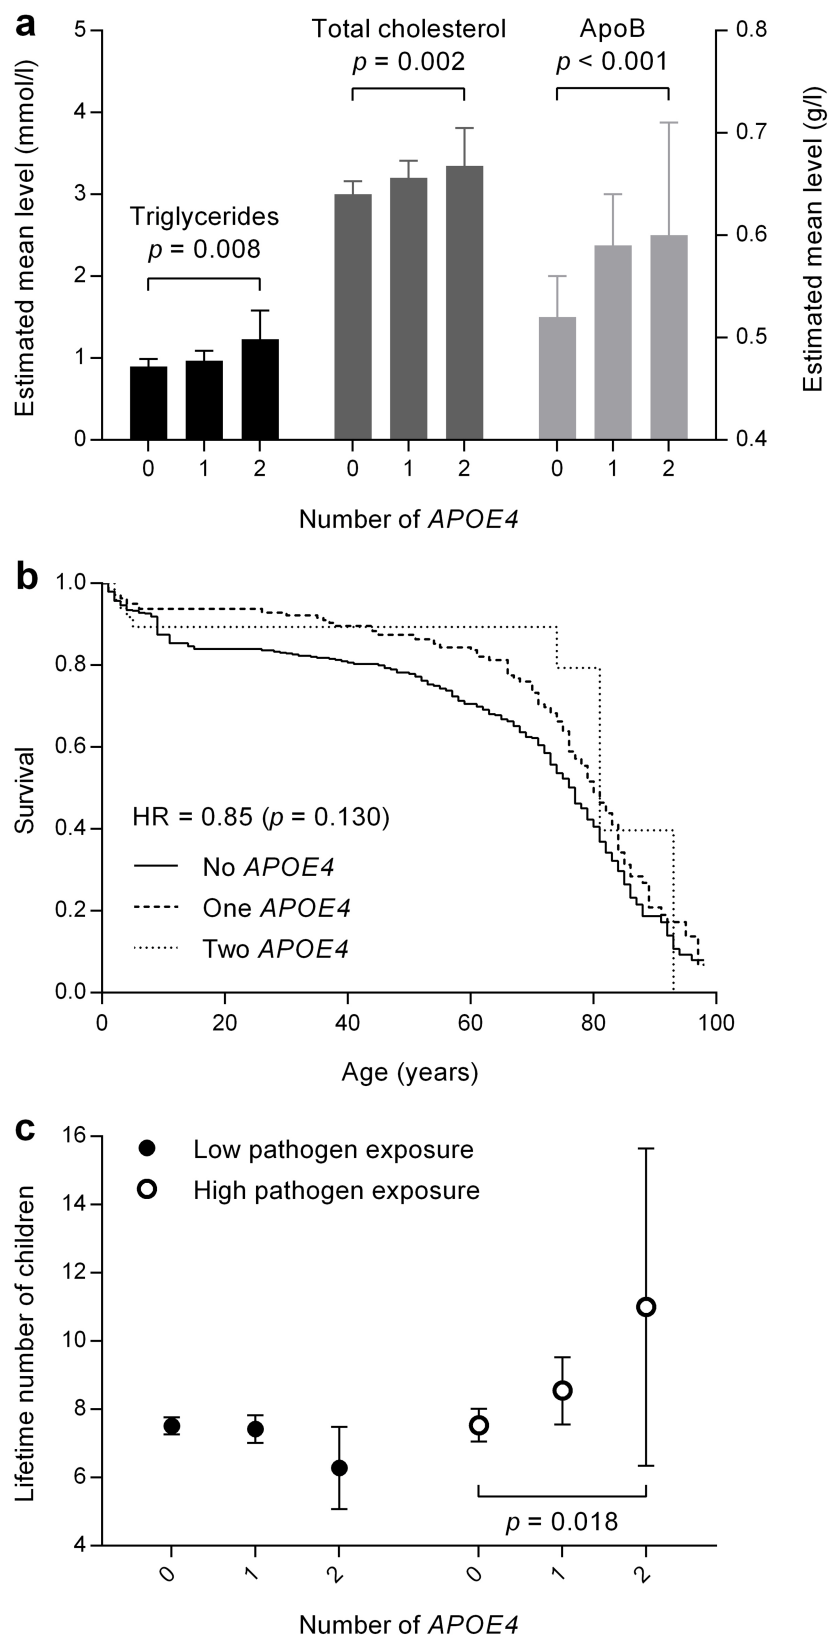 a
Total cholesterol
p = 0.002
ApoB
p < 0.001
Triglycerides
p = 0.008
Estimated mean level (mmol/l)
5
4
3
2
1
0
Estimated mean level (g/l)
0.8
0.7
0.6
0.5
0.4
0 1 2 0 1 2 0 1 2
Number of APOE4
b
Survival
1.0
0.8
0.6
0.4
0.2
0.0
HR = 0.85 (p = 0.130)
No APOE4
One APOE4
Two APOE4
0 20 40 60 80 100
Age (years)
c
Lifetime number of children
16
14
12
10
8
6
4
Low pathogen exposure
High pathogen exposure
p = 0.018
0 1 2 0 1 2
Number of APOE4